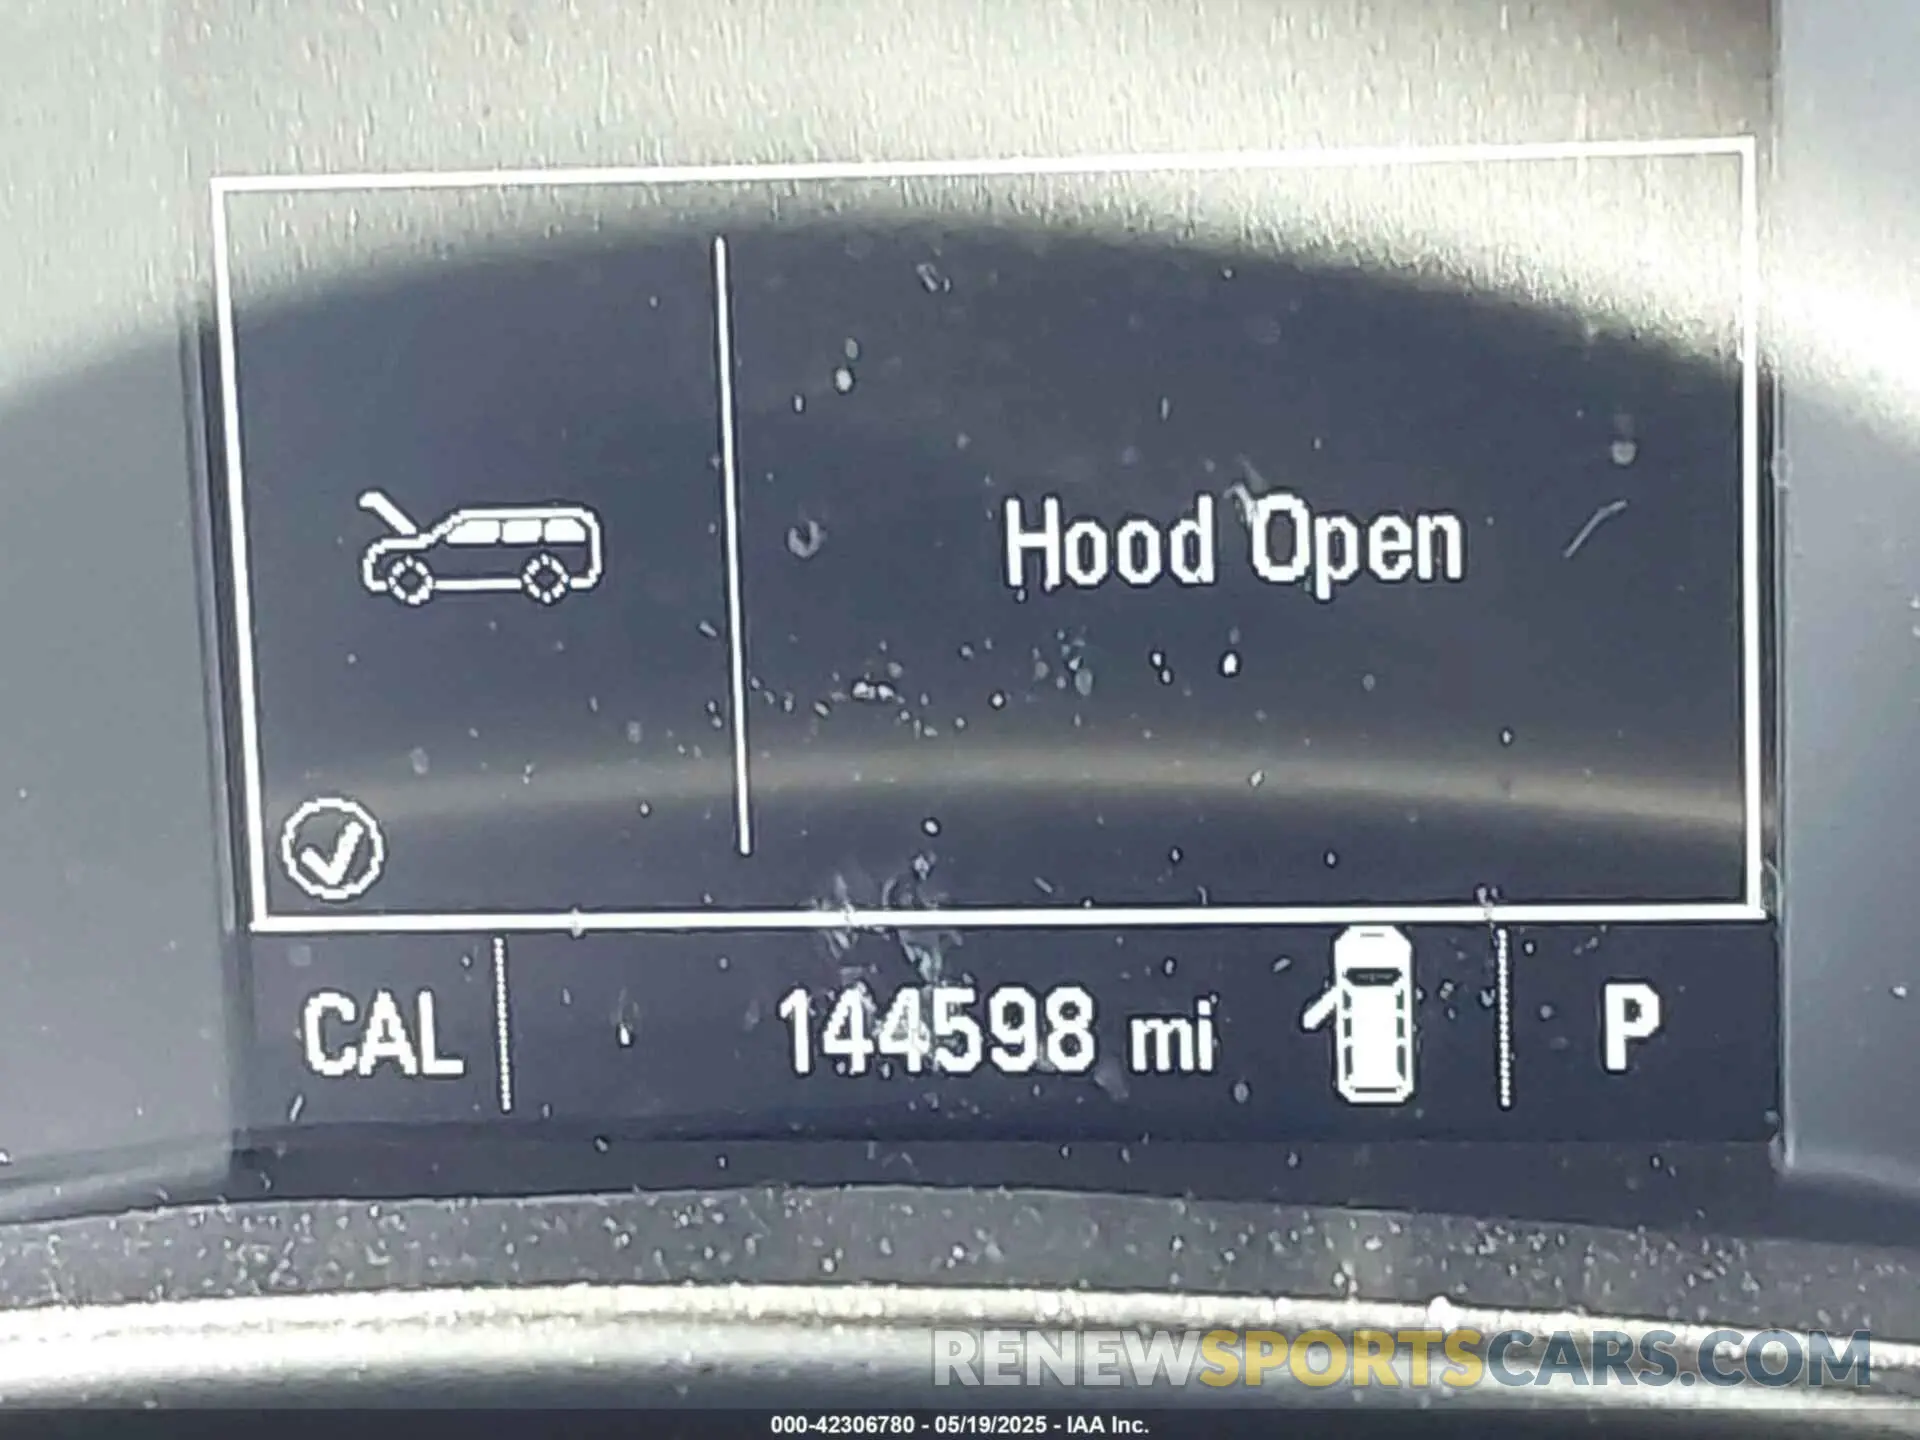 Hood Open
CAL 144598 mi P
RENEWSPORTSCARS.COM
000-42306780 - 05/19/2025 - IAA Inc.